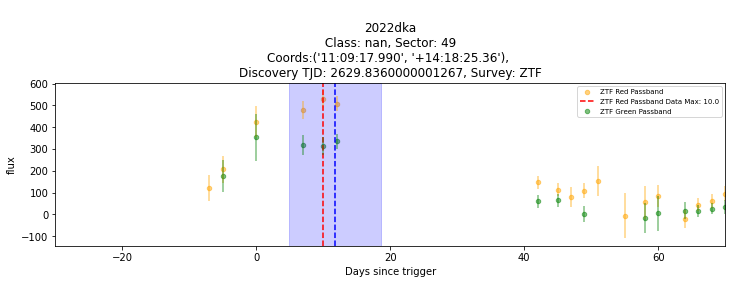 2022dka
Class: nan, Sector: 49
Coords:('11:09:17.990', '+14:18:25.36'),
Discovery TJD: 2629.8360000001267, Survey: ZTF
600
500
400
300
200
100
0
−100
flux
ZTF Red Passband
ZTF Red Passband Data Max: 10.0
ZTF Green Passband
−20
0
20
40
60
Days since trigger